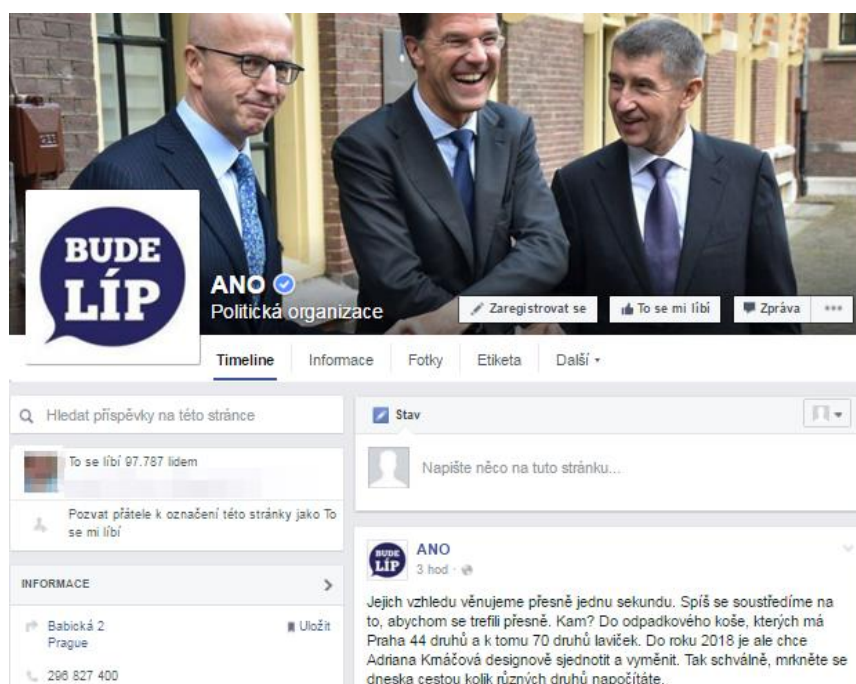 BUDE
LÍP
ANO
Politická organizace
Zaregistrovat se
To se mi líbí
Zpráva
Timeline
Informace
Fotky
Etiketa
Další
Hledat příspěvky na této stránce
To se líbí 97.787 lidem
Pozvat přátele k označení této stránky jako To
se mi líbí
INFORMACE
Babická 2
Prague
Uložit
296 827 400
Stav
Napište něco na tuto stránku...
BUDE
LÍP
ANO
3 hod
Jejich vzhledu věnujeme přesně jednu sekundu. Spíš se soustředíme na
to, abychom se trefili přesně. Kam? Do odpadkového koše, kterých má
Praha 44 druhů a k tomu 70 druhů laviček. Do roku 2018 je ale chce
Adriana Krnáčová designově sjednotit a vyměnit. Tak schválně, mrkněte se
dneska cestou kolik různých druhů napočítáte.